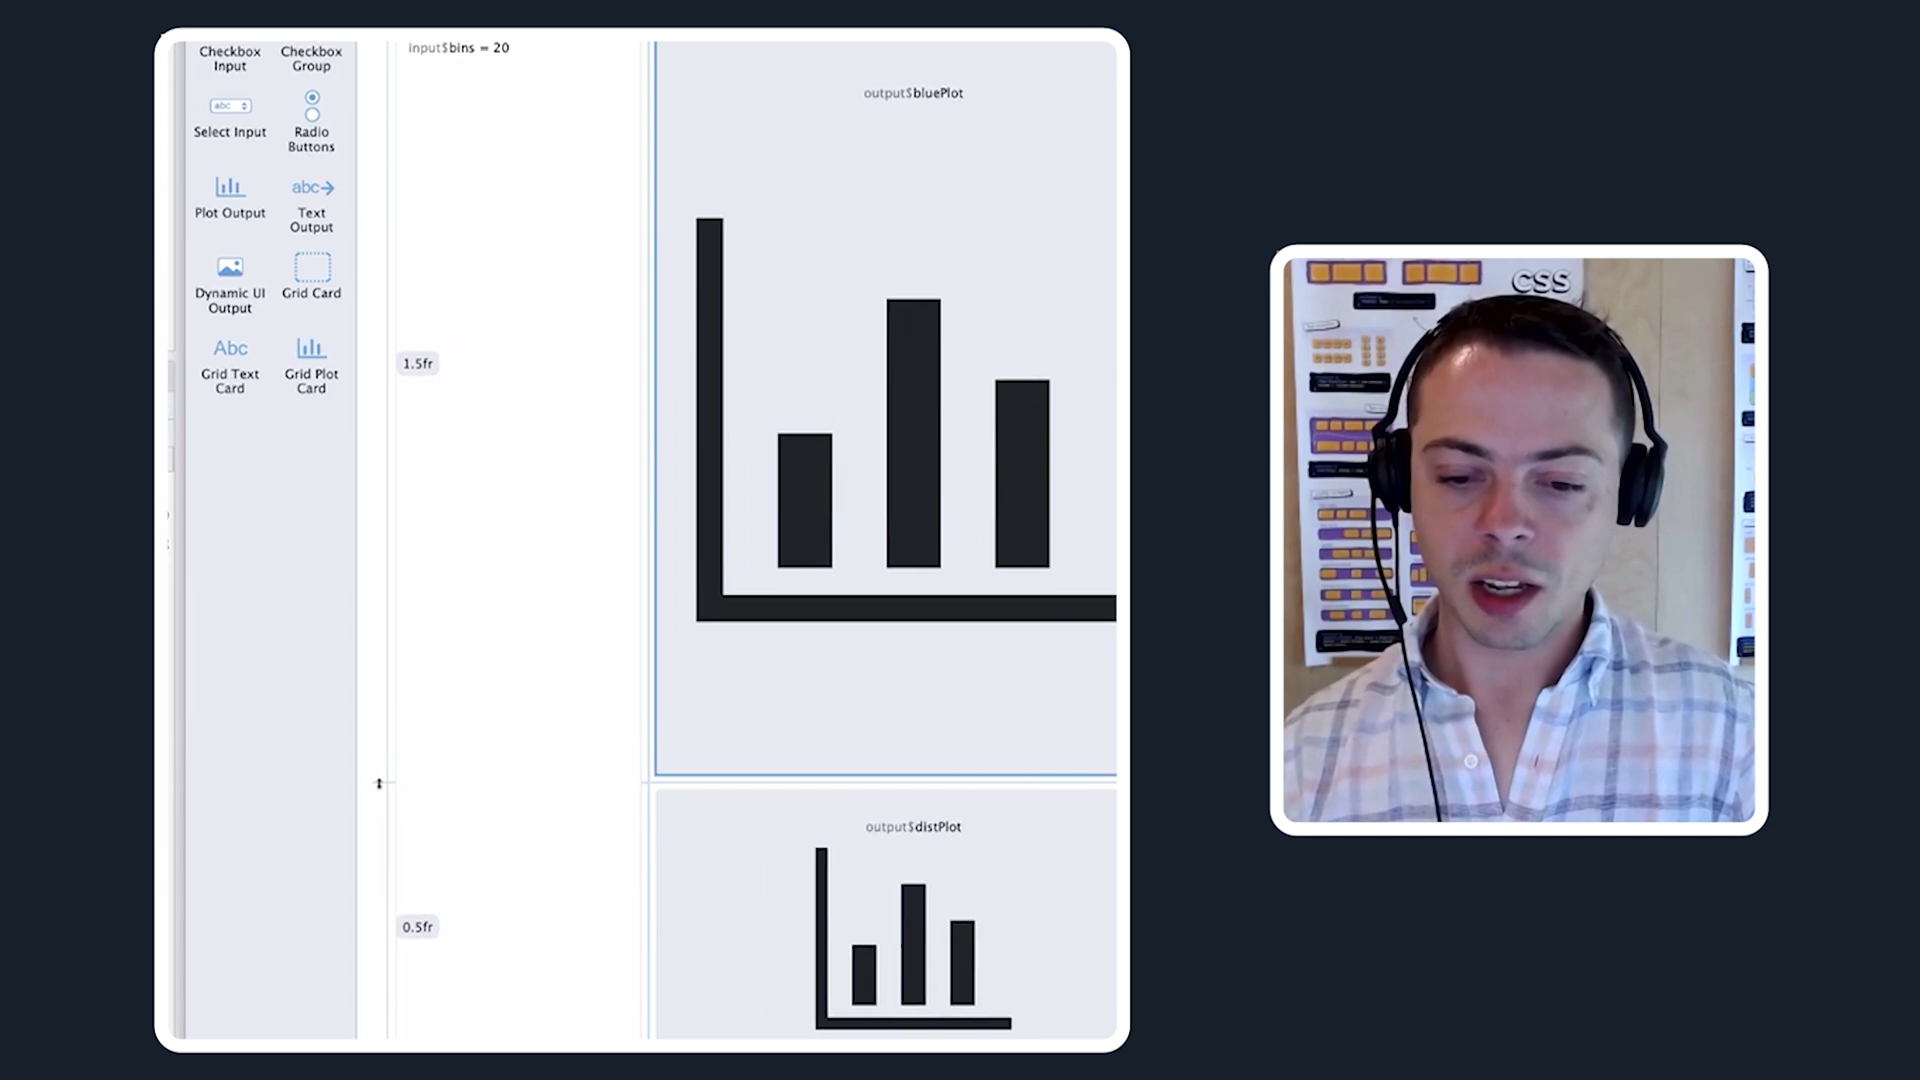 Checkbox Input
Checkbox Group
abc
Select Input
Radio Buttons
Plot Output
abc
Text Output
Dynamic UI Output
Grid Card
Abc
Grid Text Card
Grid Plot Card
input$bins = 20
1.5fr
0.5fr
output$bluePlot
output$distPlot
CSS